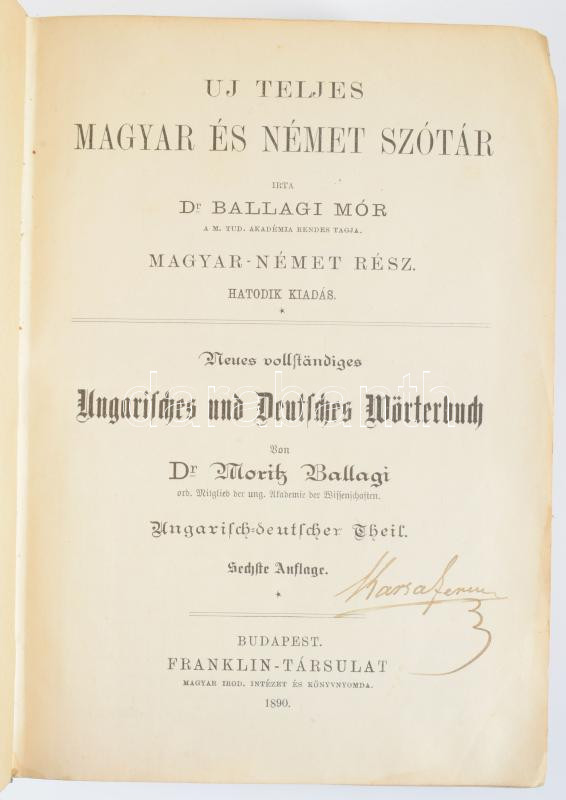 UJ TELJES
MAGYAR ÉS NÉMET SZÓTÁR
IRTA
Dr BALLAGI MÓR
A M. TUD. AKADÉMIA RENDES TAGJA.
MAGYAR-NÉMET RÉSZ.
HATODIK KIADÁS.
*
Neues vollständiges
Ungarisches und Deutsches Wörterbuch
Von
Dr Moritz Ballagi
ord. Mitglied der ung. Akademie der Wissenschaften.
Ungarisch-deutscher Theil.
Sechste Auflage.
*
BUDAPEST.
FRANKLIN-TÁRSULAT
MAGYAR IROD. INTÉZET ÉS KÖNYVNYOMDA.
1890.